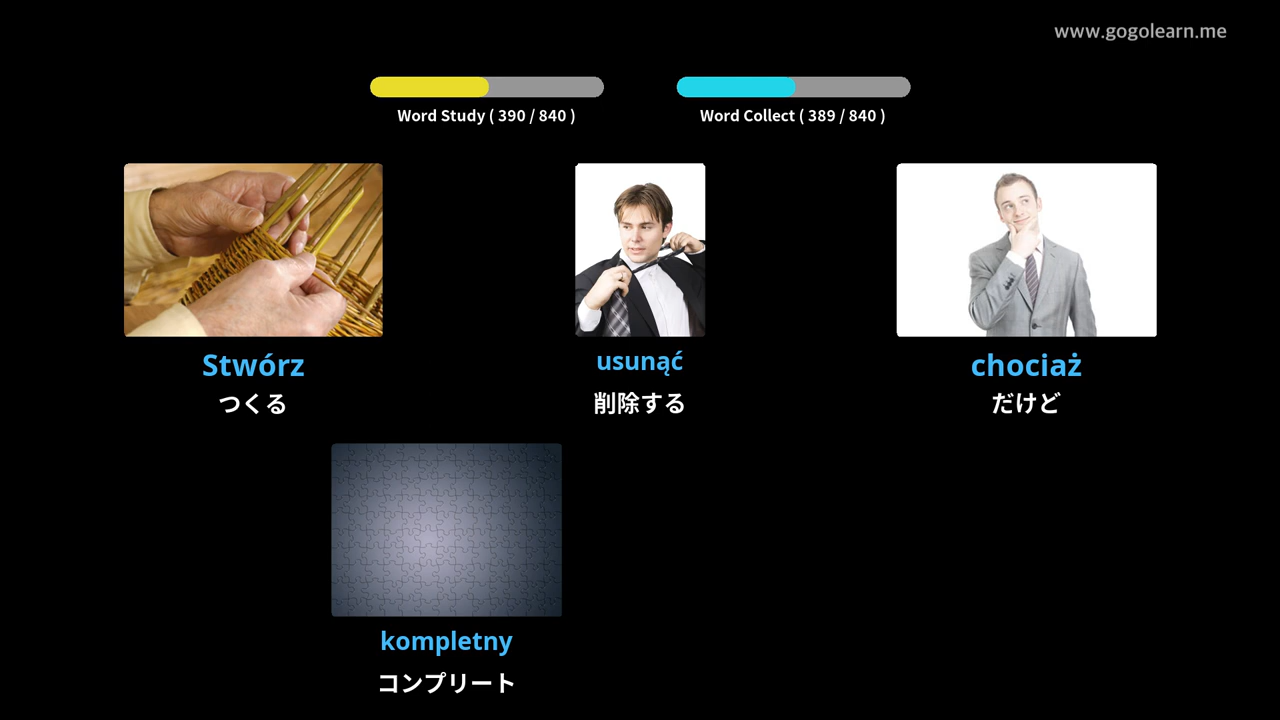 www.gogolearn.me
Word Study ( 390 / 840 )
Word Collect ( 389 / 840 )
Stwórz
つくる
usunąć
削除する
chociaż
だけど
kompletny
コンプリート